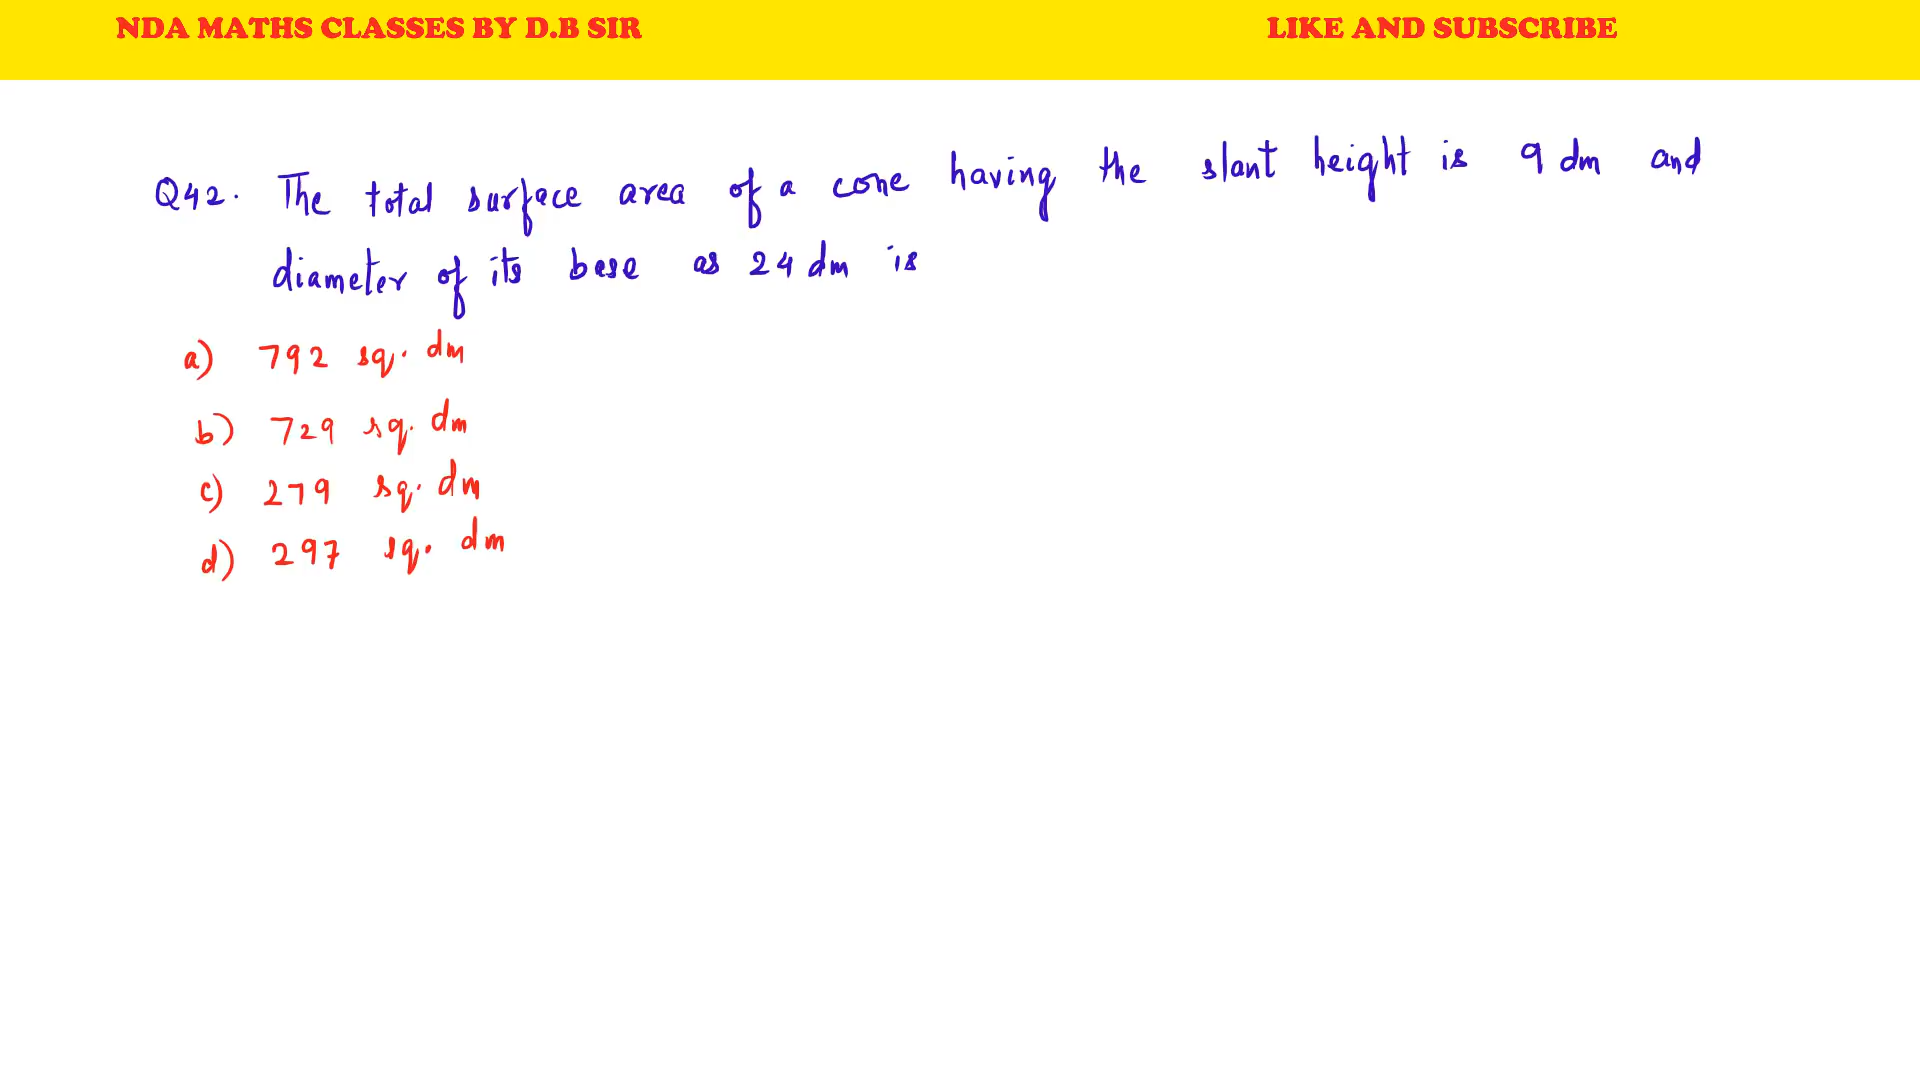 NDA MATHS CLASSES BY D.B SIR LIKE AND SUBSCRIBE
Q42. The total surface area of a cone having the slant height is 9 dm and
diameter of its base as 24 dm is
a) 792 sq. dm
b) 729 sq. dm
c) 279 sq. dm
d) 297 sq. dm